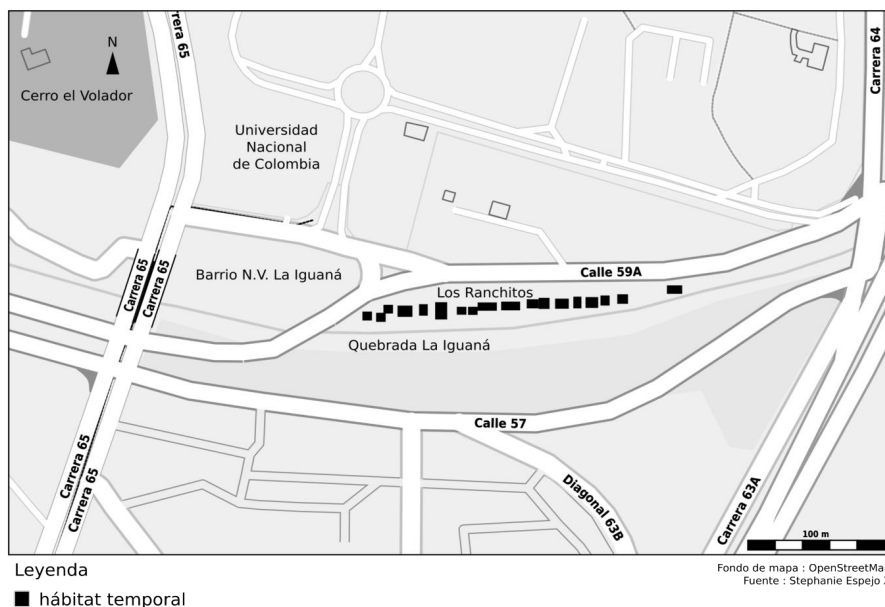 Carrera 65
Carrera 64
N
Cerro el Volador
Universidad
Nacional
de Colombia
Carrera 65
Carrera 65
Barrio N.V. La Iguaná
Calle 59A
Los Ranchitos
Quebrada La Iguaná
Calle 57
Carrera 65
Carrera 65
Diagonal 63B
Carrera 63A
100 m
Leyenda
hábitat temporal
Fondo de mapa : OpenStreetMa
Fuente : Stephanie Espejo